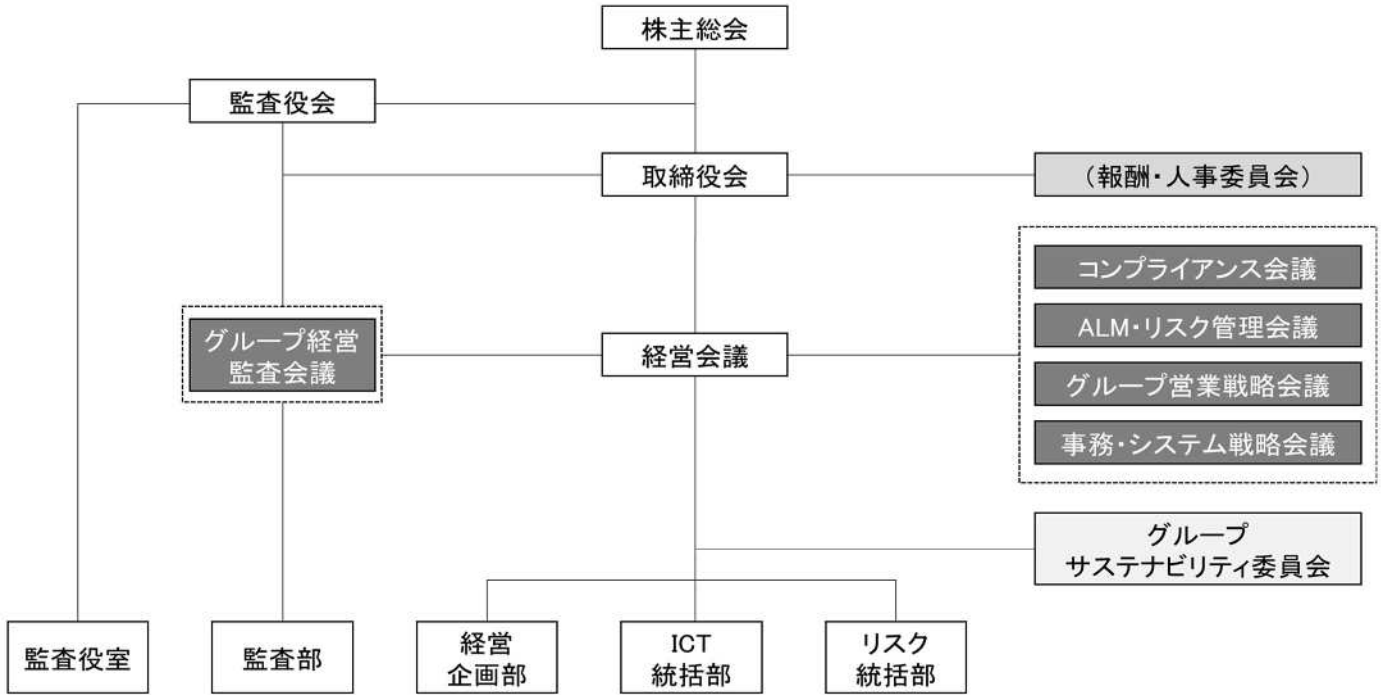 株主総会
監査役会
取締役会
（報酬・人事委員会）
コンプライアンス会議
ALM・リスク管理会議
グループ営業戦略会議
事務・システム戦略会議
グループ経営
監査会議
経営会議
グループ
サステナビリティ委員会
監査役室
監査部
経営
企画部
ICT
統括部
リスク
統括部